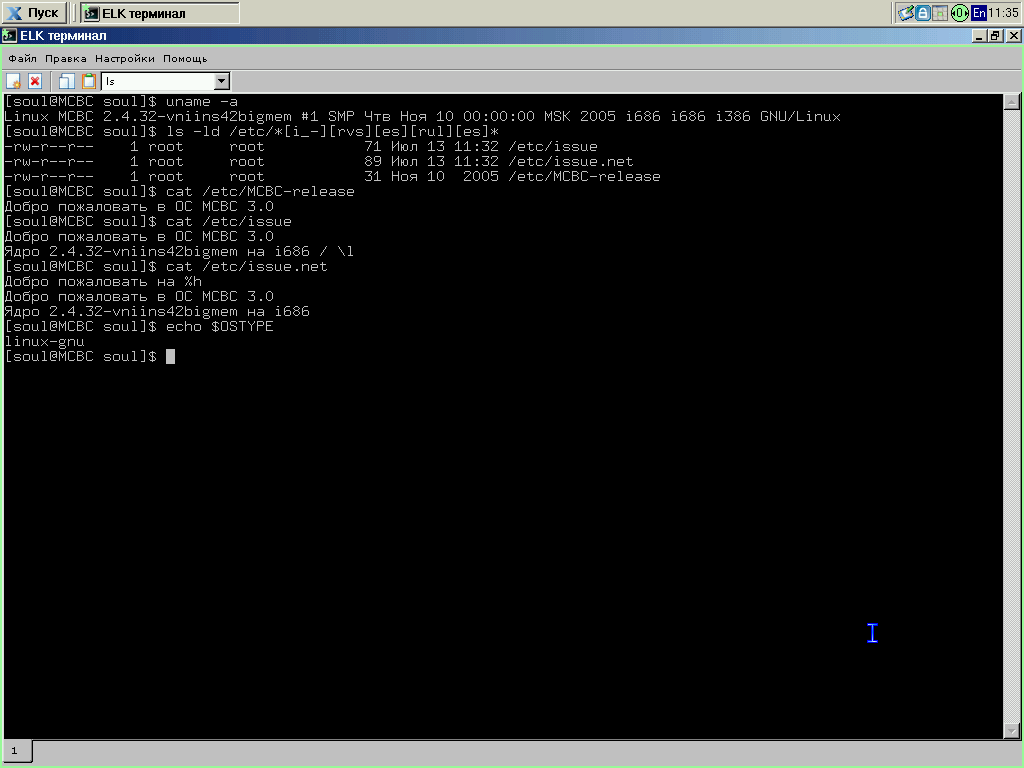 Пуск ELK терминал En 11:35
ELK терминал
Файл Правка Настройки Помощь
ls
[soul@MCBC soul]$ uname -a
Linux MCBC 2.4.32-vniins42bigmem #1 SMP Чтв Ноя 10 00:00:00 MSK 2005 i686 i686 i386 GNU/Linux
[soul@MCBC soul]$ ls -ld /etc/*[i_-][rvs][es][rul][es]*
-rw-r--r-- 1 root root 71 Июл 13 11:32 /etc/issue
-rw-r--r-- 1 root root 89 Июл 13 11:32 /etc/issue.net
-rw-r--r-- 1 root root 31 Ноя 10 2005 /etc/MCBC-release
[soul@MCBC soul]$ cat /etc/MCBC-release
Добро пожаловать в ОС МСВС 3.0
[soul@MCBC soul]$ cat /etc/issue
Добро пожаловать в ОС МСВС 3.0
Ядро 2.4.32-vniins42bigmem на i686 / \l
[soul@MCBC soul]$ cat /etc/issue.net
Добро пожаловать на %h
Добро пожаловать в ОС МСВС 3.0
Ядро 2.4.32-vniins42bigmem на i686
[soul@MCBC soul]$ echo $OSTYPE
linux-gnu
[soul@MCBC soul]$
1